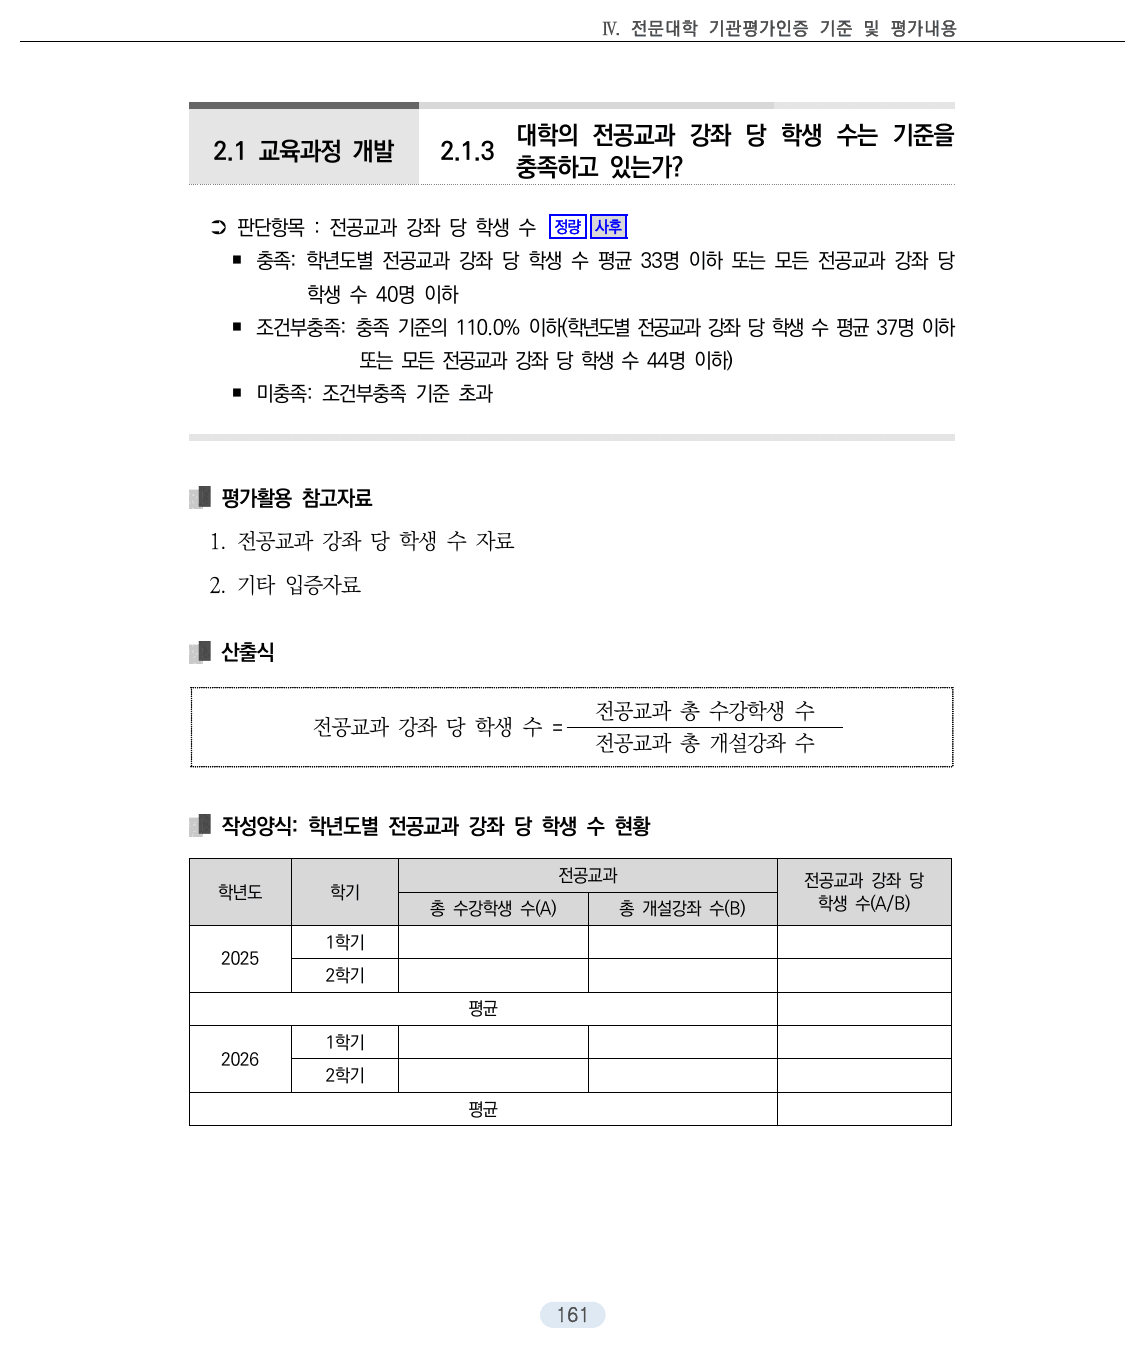 Ⅳ. 전문대학 기관평가인증 기준 및 평가내용
2.1 교육과정 개발
2.1.3
대학의 전공교과 강좌 당 학생 수는 기준을
충족하고 있는가?
➲ 판단항목 : 전공교과 강좌 당 학생 수 정량 사후
▪ 충족: 학년도별 전공교과 강좌 당 학생 수 평균 33명 이하 또는 모든 전공교과 강좌 당
학생 수 40명 이하
▪ 조건부충족: 충족 기준의 110.0% 이하(학년도별 전공교과 강좌 당 학생 수 평균 37명 이하
또는 모든 전공교과 강좌 당 학생 수 44명 이하)
▪ 미충족: 조건부충족 기준 초과
평가활용 참고자료
1. 전공교과 강좌 당 학생 수 자료
2. 기타 입증자료
산출식
전공교과 강좌 당 학생 수 =
전공교과 총 수강학생 수
전공교과 총 개설강좌 수
작성양식: 학년도별 전공교과 강좌 당 학생 수 현황
학년도
학기
전공교과
총 수강학생 수(A)
총 개설강좌 수(B)
전공교과 강좌 당
학생 수(A/B)
2025
1학기
2학기
평균
2026
1학기
2학기
평균
161